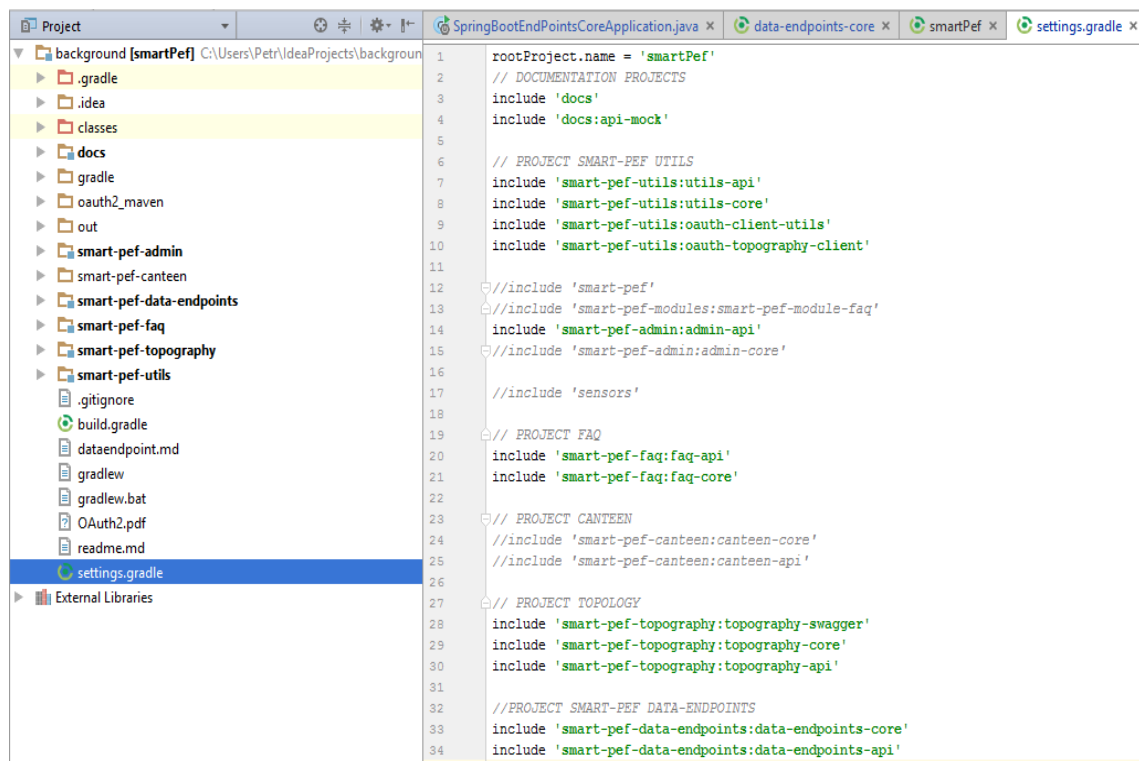 Project
SpringBootEndPointsCoreApplication.java
data-endpoints-core
smartPef
settings.gradle
background [smartPef] C:\Users\Petr\IdeaProjects\backgroun
.gradle
.idea
classes
docs
gradle
oauth2_maven
out
smart-pef-admin
smart-pef-canteen
smart-pef-data-endpoints
smart-pef-faq
smart-pef-topography
smart-pef-utils
.gitignore
build.gradle
dataendpoint.md
gradlew
gradlew.bat
OAuth2.pdf
readme.md
settings.gradle
External Libraries
1 rootProject.name = 'smartPef'
2 // DOCUMENTATION PROJECTS
3 include 'docs'
4 include 'docs:api-mock'
5
6 // PROJECT SMART-PEF UTILS
7 include 'smart-pef-utils:utils-api'
8 include 'smart-pef-utils:utils-core'
9 include 'smart-pef-utils:oauth-client-utils'
10 include 'smart-pef-utils:oauth-topography-client'
11
12 //include 'smart-pef'
13 //include 'smart-pef-modules:smart-pef-module-faq'
14 include 'smart-pef-admin:admin-api'
15 //include 'smart-pef-admin:admin-core'
16
17 //include 'sensors'
18
19 // PROJECT FAQ
20 include 'smart-pef-faq:faq-api'
21 include 'smart-pef-faq:faq-core'
22
23 // PROJECT CANTEEN
24 //include 'smart-pef-canteen:canteen-core'
25 //include 'smart-pef-canteen:canteen-api'
26
27 // PROJECT TOPOLOGY
28 include 'smart-pef-topography:topography-swagger'
29 include 'smart-pef-topography:topography-core'
30 include 'smart-pef-topography:topography-api'
31
32 //PROJECT SMART-PEF DATA-ENDPOINTS
33 include 'smart-pef-data-endpoints:data-endpoints-core'
34 include 'smart-pef-data-endpoints:data-endpoints-api'